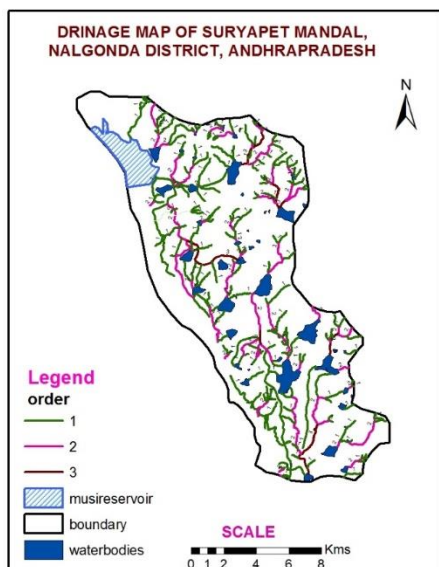 DRINAGE MAP OF SURYAPET MANDAL,
NALGONDA DISTRICT, ANDHRAPRADESH
N
Legend
order
1
2
3
musireservoir
boundary
waterbodies
SCALE
Kms
0 1 2 4 6 8